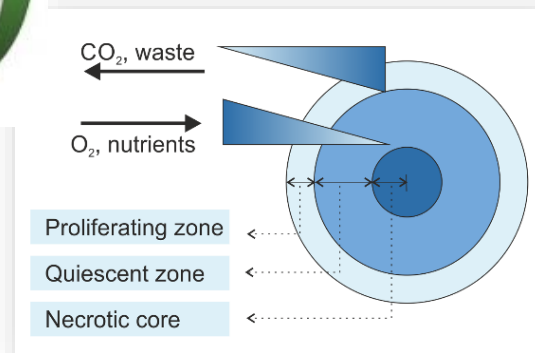 CO₂, waste
O₂, nutrients
Proliferating zone
Quiescent zone
Necrotic core